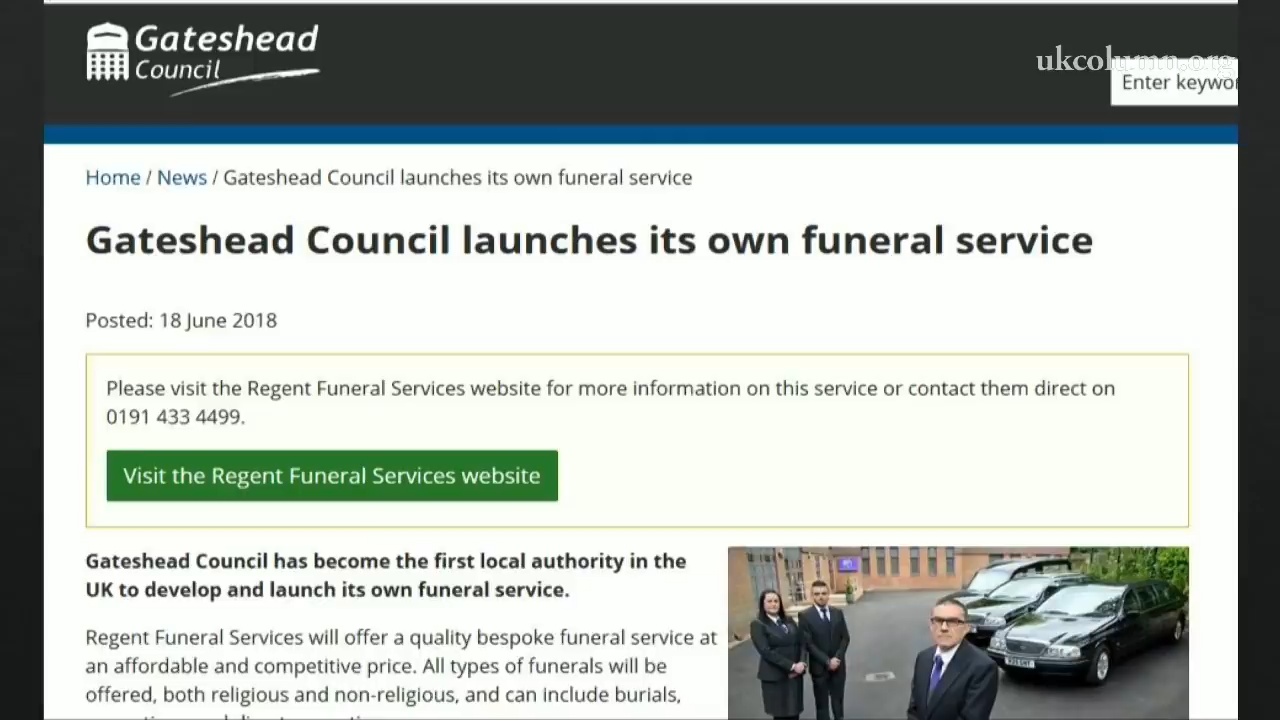 Gateshead
Council
ukcolumn.org
Enter keywo
Home / News / Gateshead Council launches its own funeral service
Gateshead Council launches its own funeral service
Posted: 18 June 2018
Please visit the Regent Funeral Services website for more information on this service or contact them direct on
0191 433 4499.
Visit the Regent Funeral Services website
Gateshead Council has become the first local authority in the
UK to develop and launch its own funeral service.
Regent Funeral Services will offer a quality bespoke funeral service at
an affordable and competitive price. All types of funerals will be
offered, both religious and non-religious, and can include burials,